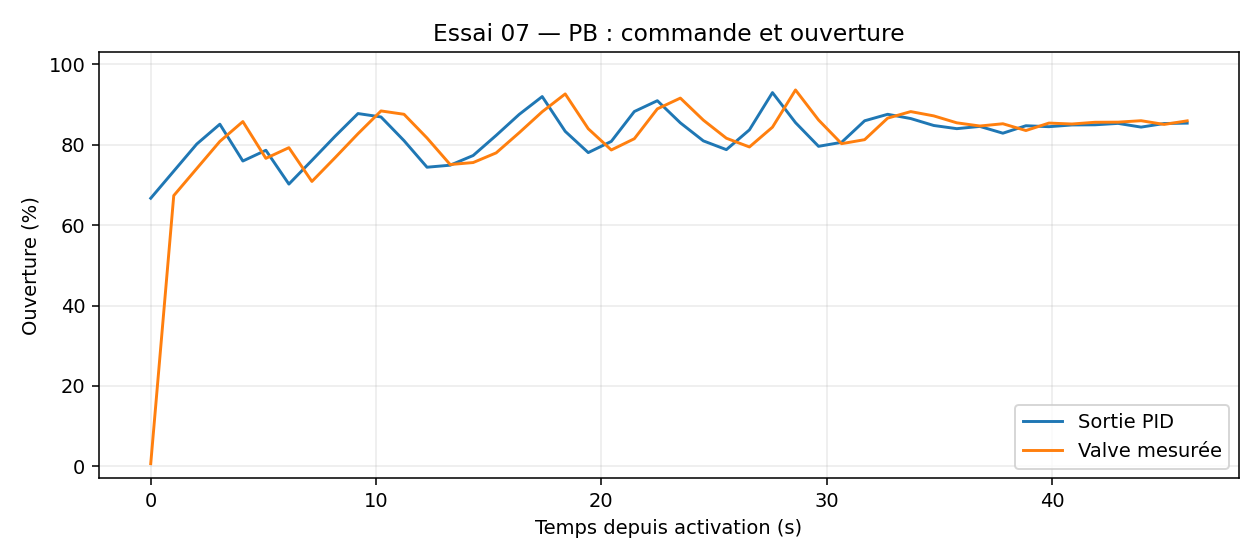 Essai 07 — PB : commande et ouverture
Ouverture (%)
100
80
60
40
20
0
0
10
20
30
40
Temps depuis activation (s)
Sortie PID
Valve mesurée